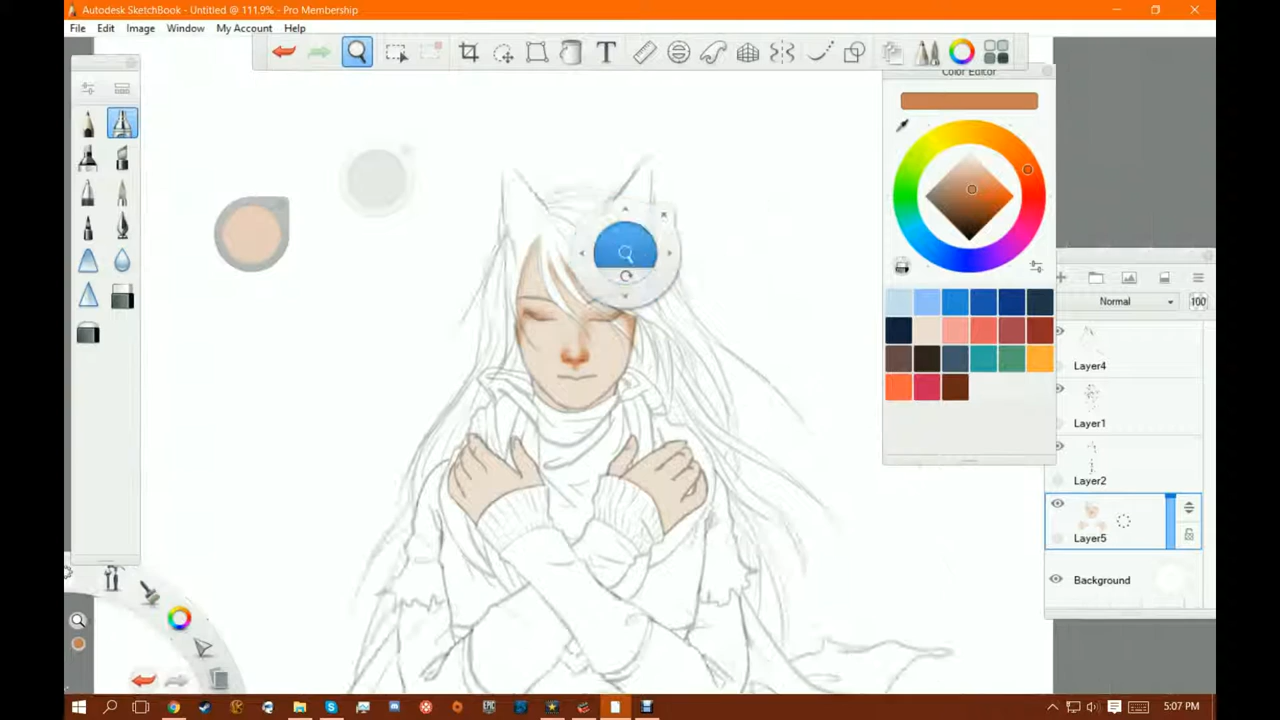 Autodesk SketchBook - Untitled @ 111,9% - Pro Membership
File Edit Image Window My Account Help
T
Color Editor
Normal 100
Layer4
Layer1
Layer2
Layer5
Background
5:07 PM